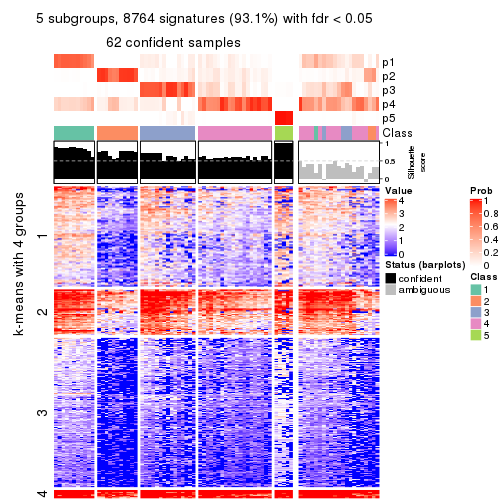 5 subgroups, 8764 signatures (93.1%) with fdr < 0.05
62 confident samples
p1
p2
p3
p4
p5
Class
1
0.5
0
Silhouette
score
k-means with 4 groups
1
2
3
4
Value
4
3
2
1
0
Status (barplots)
confident
ambiguous
Prob
1
0.8
0.6
0.4
0.2
0
Class
1
2
3
4
5